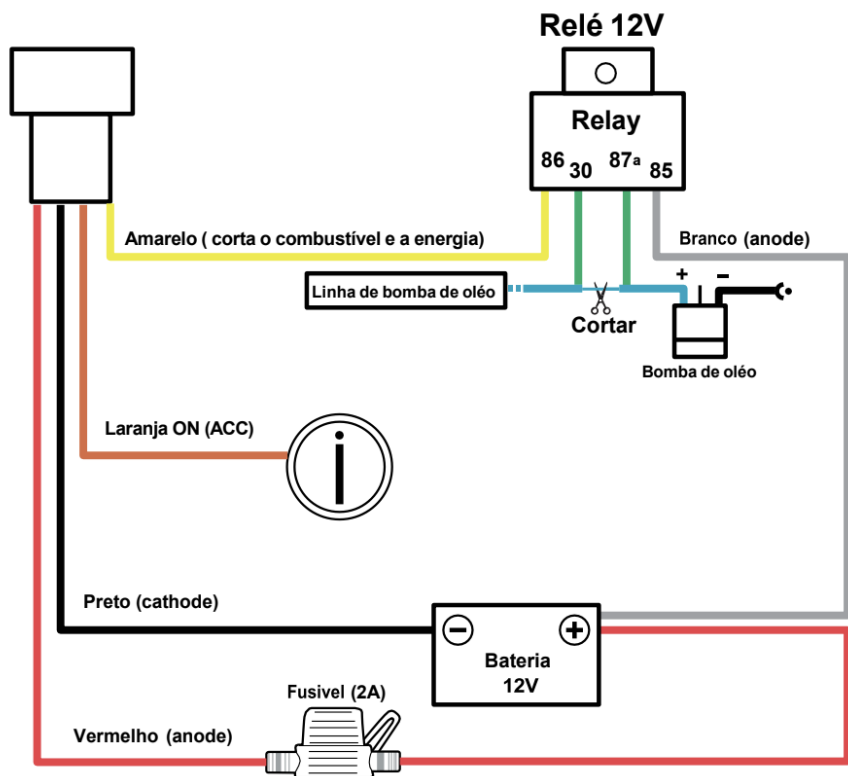 Relé 12V
Relay
86
30
87a
85
Amarelo ( corta o combustível e a energia)
Branco (anode)
+
−
Linha de bomba de oléo
Cortar
Bomba de oléo
Laranja ON (ACC)
i
Preto (cathode)
−
+
Bateria
12V
Fusivel (2A)
Vermelho (anode)